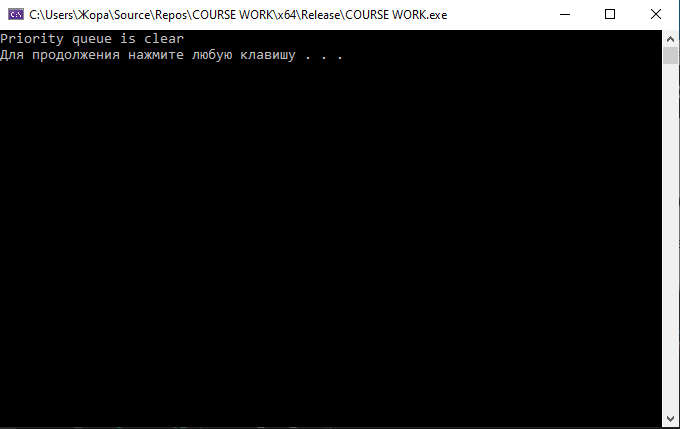 C:\Users\Жора\Source\Repos\COURSE WORK\x64\Release\COURSE WORK.exe
Priority queue is clear
Для продолжения нажмите любую клавишу . . .